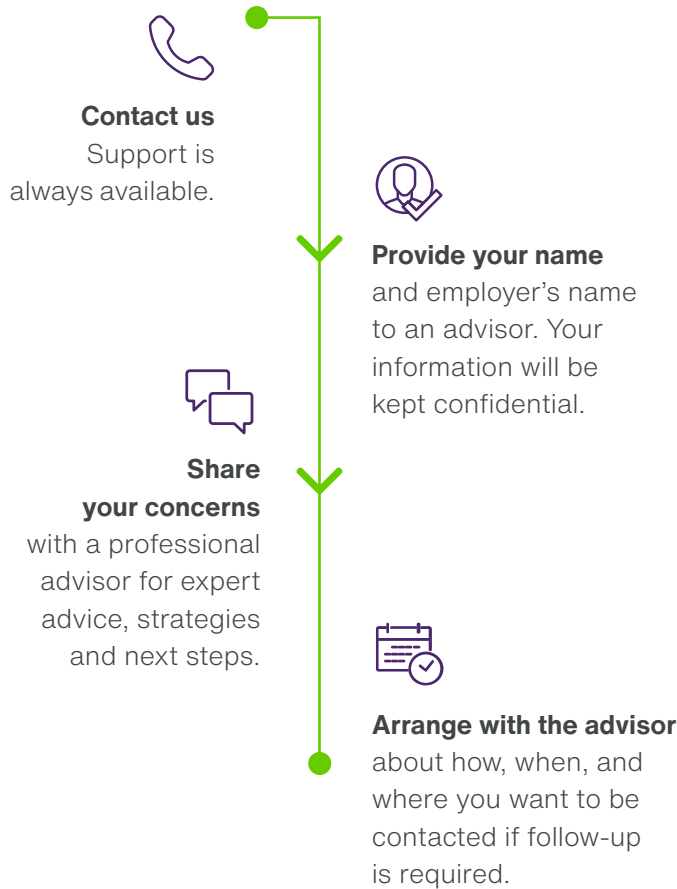 Contact us
Support is
always available.
Provide your name
and employer’s name
to an advisor. Your
information will be
kept confidential.
Share
your concerns
with a professional
advisor for expert
advice, strategies
and next steps.
Arrange with the advisor
about how, when, and
where you want to be
contacted if follow-up
is required.